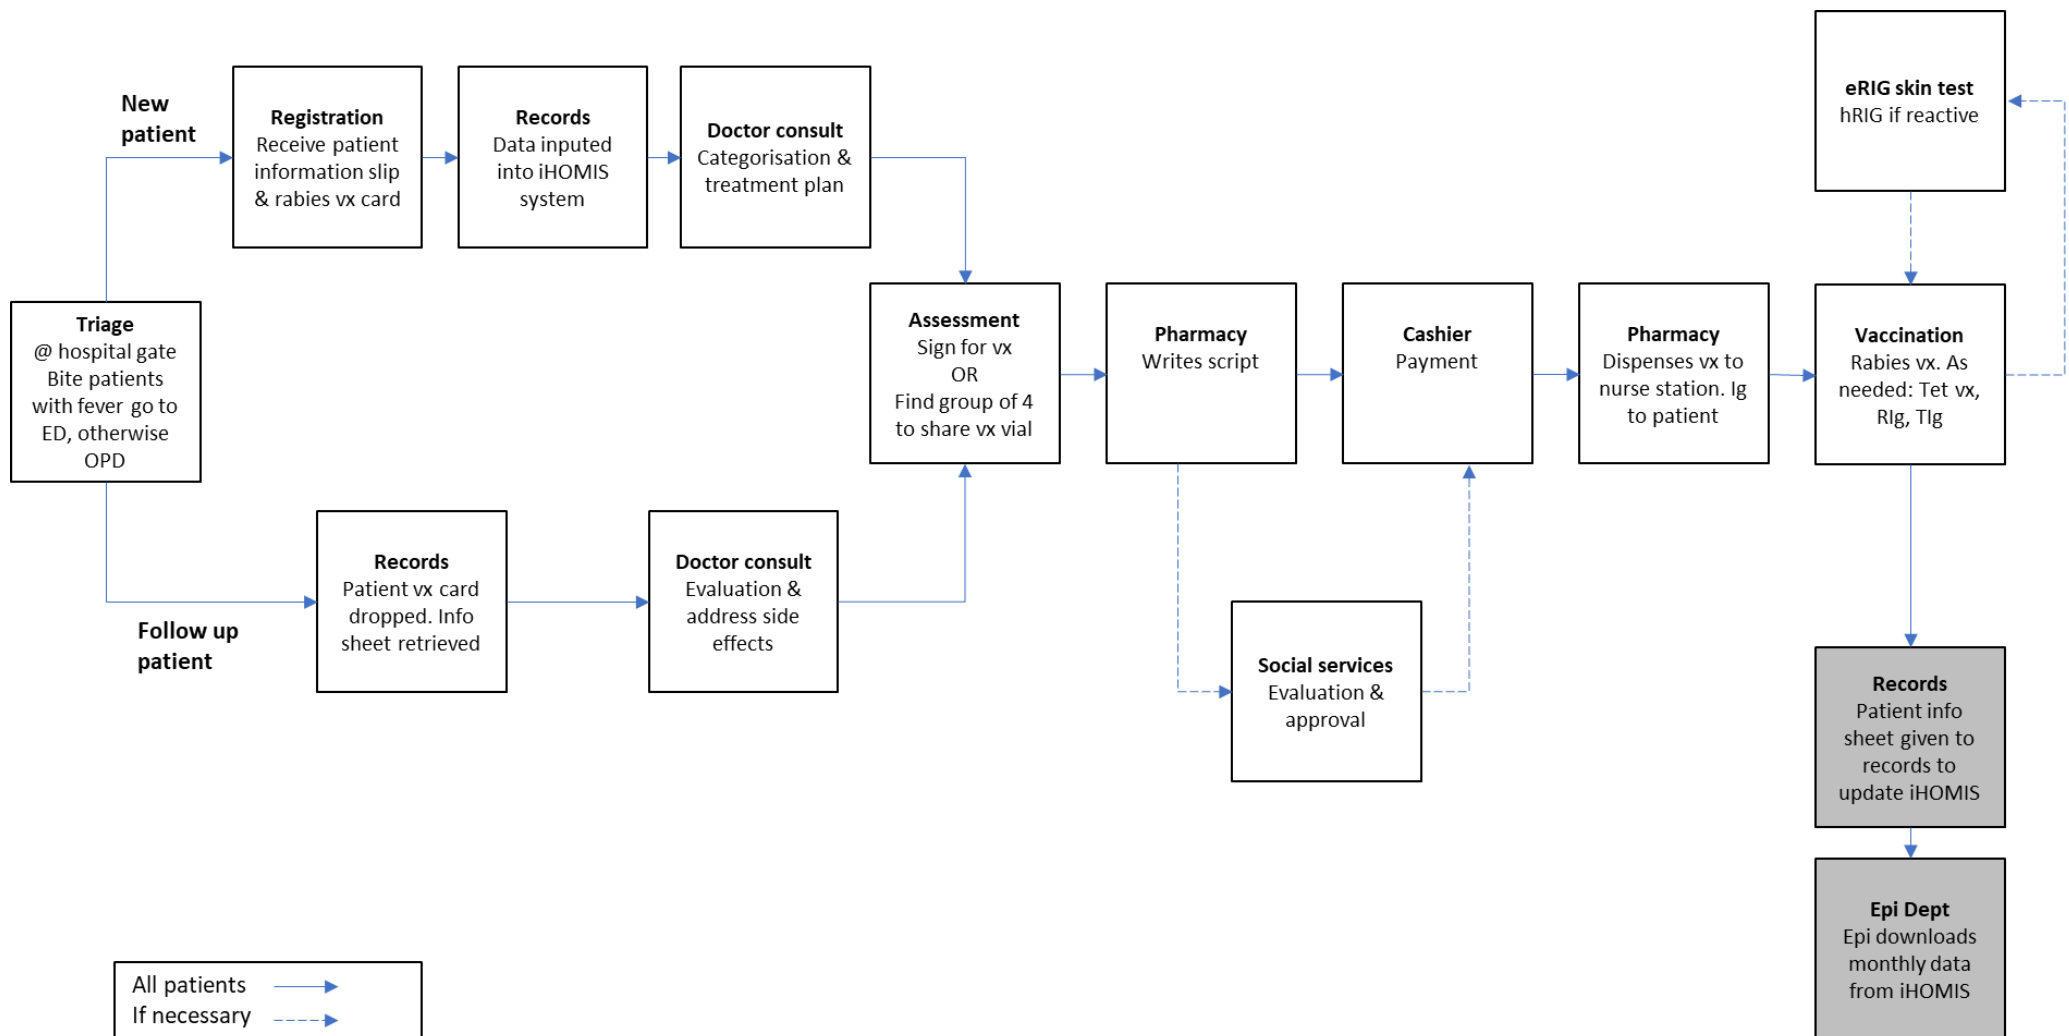 New
patient
Registration
Receive patient
information slip
& rabies vx card
Records
Data inputed
into iHOMIS
system
Doctor consult
Categorisation &
treatment plan
eRIG skin test
hRIG if reactive
Triage
@ hospital gate
Bite patients
with fever go to
ED, otherwise
OPD
Assessment
Sign for vx
OR
Find group of 4
to share vx vial
Pharmacy
Writes script
Cashier
Payment
Pharmacy
Dispenses vx to
nurse station. Ig
to patient
Vaccination
Rabies vx. As
needed: Tet vx,
RIg, TIg
Follow up
patient
Records
Patient vx card
dropped. Info
sheet retrieved
Doctor consult
Evaluation &
address side
effects
Social services
Evaluation &
approval
Records
Patient info
sheet given to
records to
update iHOMIS
Epi Dept
Epi downloads
monthly data
from iHOMIS
All patients
If necessary